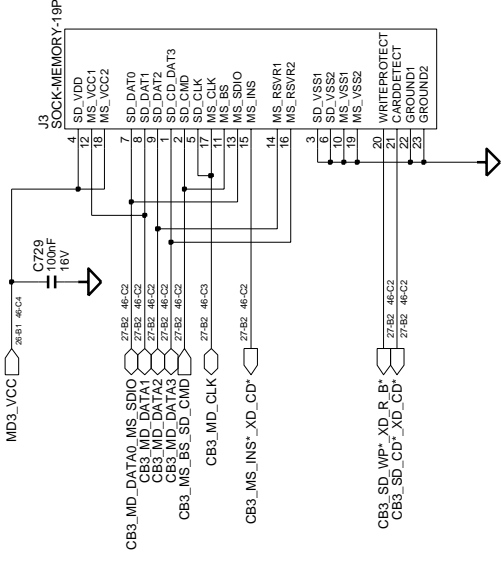 J3
SOCK-MEMORY-19P
4 SD_VDD
12 MS_VCC1
18 MS_VCC2
7 SD_DAT0
8 SD_DAT1
9 SD_DAT2
1 SD_CD_DAT3
2 SD_CMD
5 SD_CLK
17 MS_CLK
11 MS_BS
13 MS_SDIO
15 MS_INS
14 MS_RSVR1
16 MS_RSVR2
3 SD_VSS1
6 SD_VSS2
10 MS_VSS1
19 MS_VSS2
20 WRITEPROTECT
21 CARDDETECT
22 GROUND1
23 GROUND2
C729
100nF
16V
MD3_VCC 26-B1 46-C4
CB3_MD_DATA0_MS_SDIO 27-B2 46-C2
CB3_MD_DATA1 27-B2 46-C2
CB3_MD_DATA2 27-B2 46-C2
CB3_MD_DATA3 27-B2 46-C2
CB3_MS_BS_SD_CMD 27-B2 46-C2
CB3_MD_CLK 27-B2 46-C3
CB3_MS_INS*_XD_CD* 27-B2 46-C2
CB3_SD_WP*_XD_R_B* 27-B2 46-C2
CB3_SD_CD*_XD_CD* 27-B2 46-C2